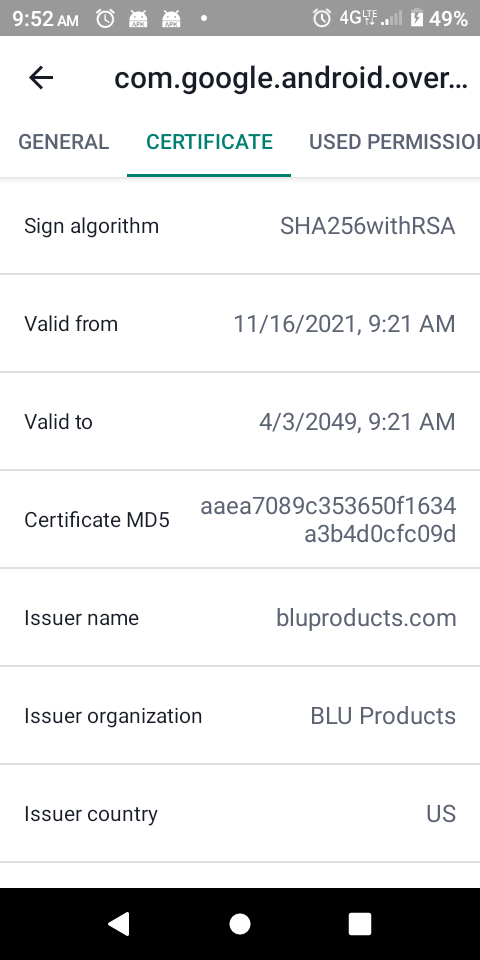 9:52 AM 4G LTE 49%
APK APK
com.google.android.over...
GENERAL CERTIFICATE USED PERMISSIO
Sign algorithm SHA256withRSA
Valid from 11/16/2021, 9:21 AM
Valid to 4/3/2049, 9:21 AM
Certificate MD5 aaea7089c353650f1634
a3b4d0cfc09d
Issuer name bluproducts.com
Issuer organization BLU Products
Issuer country US